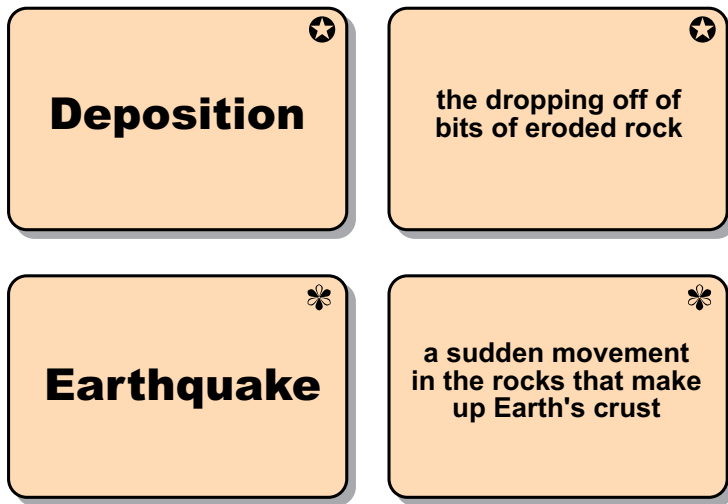 Deposition
the dropping off of
bits of eroded rock
Earthquake
a sudden movement
in the rocks that make
up Earth's crust